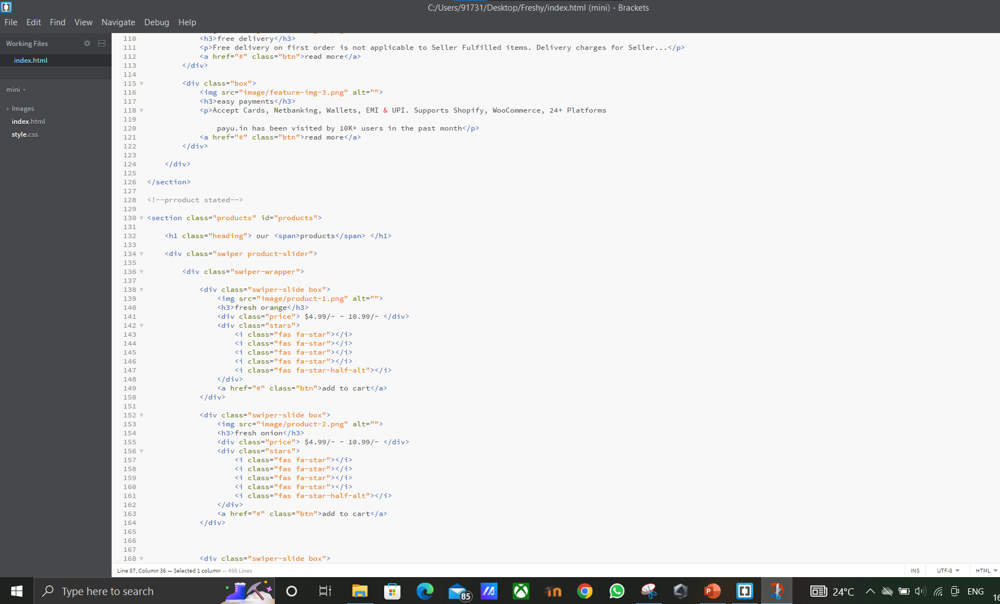 C:/Users/91731/Desktop/Freshy/index.html (mini) - Brackets
File Edit Find View Navigate Debug Help
Working Files
index.html
mini
Images
index.html
style.css
110 <h3>free delivery</h3>
111 <p>Free delivery on first order is not applicable to Seller Fulfilled items. Delivery charges for Seller...</p>
112 <a href="#" class="btn">read more</a>
113 </div>
114
115 <div class="box">
116 <img src="image/feature-img-3.png" alt="">
117 <h3>easy payments</h3>
118 <p>Accept Cards, Netbanking, Wallets, EMI & UPI. Supports Shopify, WooCommerce, 24+ Platforms
119
120 payu.in has been visited by 10K+ users in the past month</p>
121 <a href="#" class="btn">read more</a>
122 </div>
123
124 </div>
125
126 </section>
127
128 <!--prroduct stated-->
129
130 <section class="products" id="products">
131
132 <h1 class="heading"> our <span>products</span> </h1>
133
134 <div class="swiper product-slider">
135
136 <div class="swiper-wrapper">
137
138 <div class="swiper-slide box">
139 <img src="image/product-1.png" alt="">
140 <h3>fresh orange</h3>
141 <div class="price"> $4.99/- - 10.99/- </div>
142 <div class="stars">
143 <i class="fas fa-star"></i>
144 <i class="fas fa-star"></i>
145 <i class="fas fa-star"></i>
146 <i class="fas fa-star"></i>
147 <i class="fas fa-star-half-alt"></i>
148 </div>
149 <a href="#" class="btn">add to cart</a>
150 </div>
151
152 <div class="swiper-slide box">
153 <img src="image/product-2.png" alt="">
154 <h3>fresh onion</h3>
155 <div class="price"> $4.99/- - 10.99/- </div>
156 <div class="stars">
157 <i class="fas fa-star"></i>
158 <i class="fas fa-star"></i>
159 <i class="fas fa-star"></i>
160 <i class="fas fa-star"></i>
161 <i class="fas fa-star-half-alt"></i>
162 </div>
163 <a href="#" class="btn">add to cart</a>
164 </div>
165
166
167
168 <div class="swiper-slide box">
Line 87, Column 36 — Selected 1 column — 455 Lines
INS UTF-8 HTML
Type here to search
85
24°C
ENG